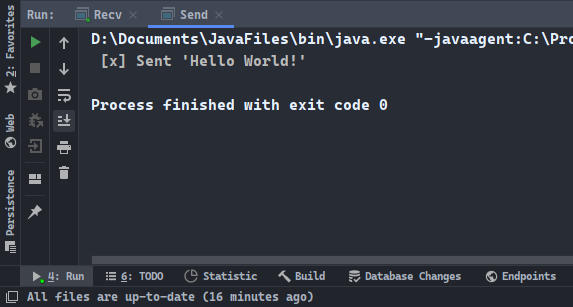 Run: Recv Send
D:\Documents\JavaFiles\bin\java.exe "-javaagent:C:\Pro
[x] Sent 'Hello World!'
Process finished with exit code 0
2: Favorites
Web
Persistence
4: Run 6: TODO Statistic Build Database Changes Endpoints
All files are up-to-date (16 minutes ago)